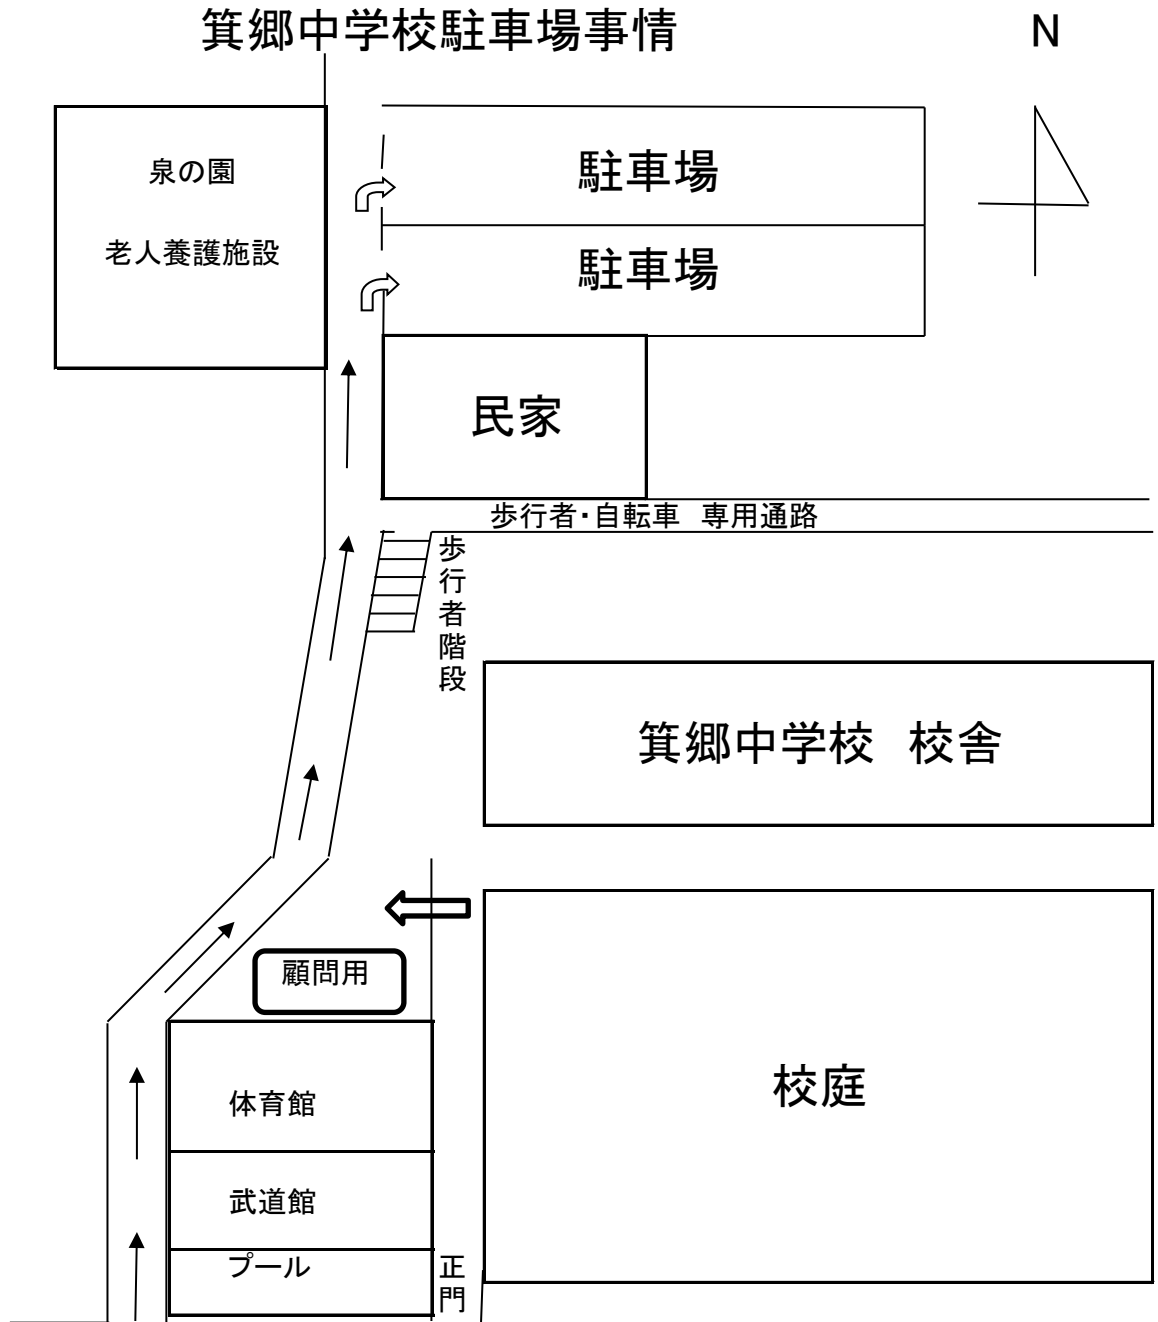 箕郷中学校駐車場事情
N
泉の園
老人養護施設
駐車場
駐車場
民家
歩行者・自転車　専用通路
歩行者階段
箕郷中学校　校舎
顧問用
校庭
体育館
武道館
プール
正門